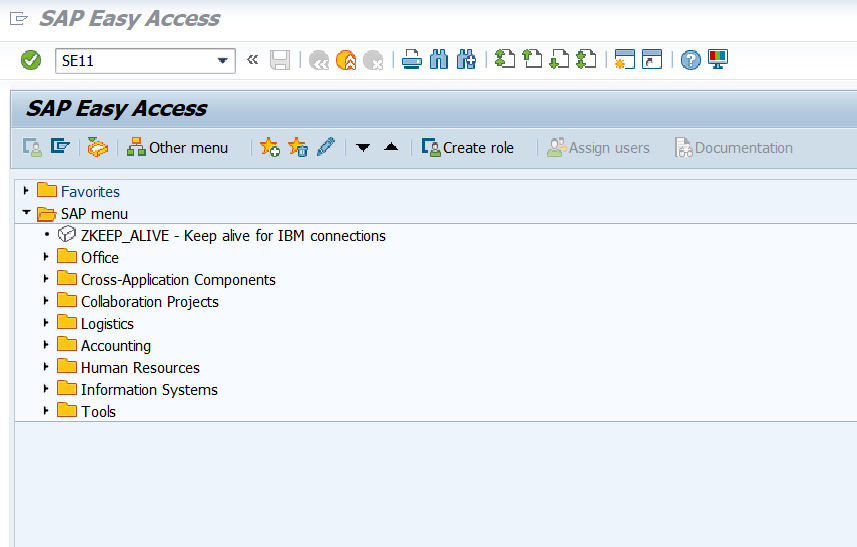 SAP Easy Access
SE11
SAP Easy Access
Other menu Create role Assign users Documentation
Favorites
SAP menu
ZKEEP_ALIVE - Keep alive for IBM connections
Office
Cross-Application Components
Collaboration Projects
Logistics
Accounting
Human Resources
Information Systems
Tools